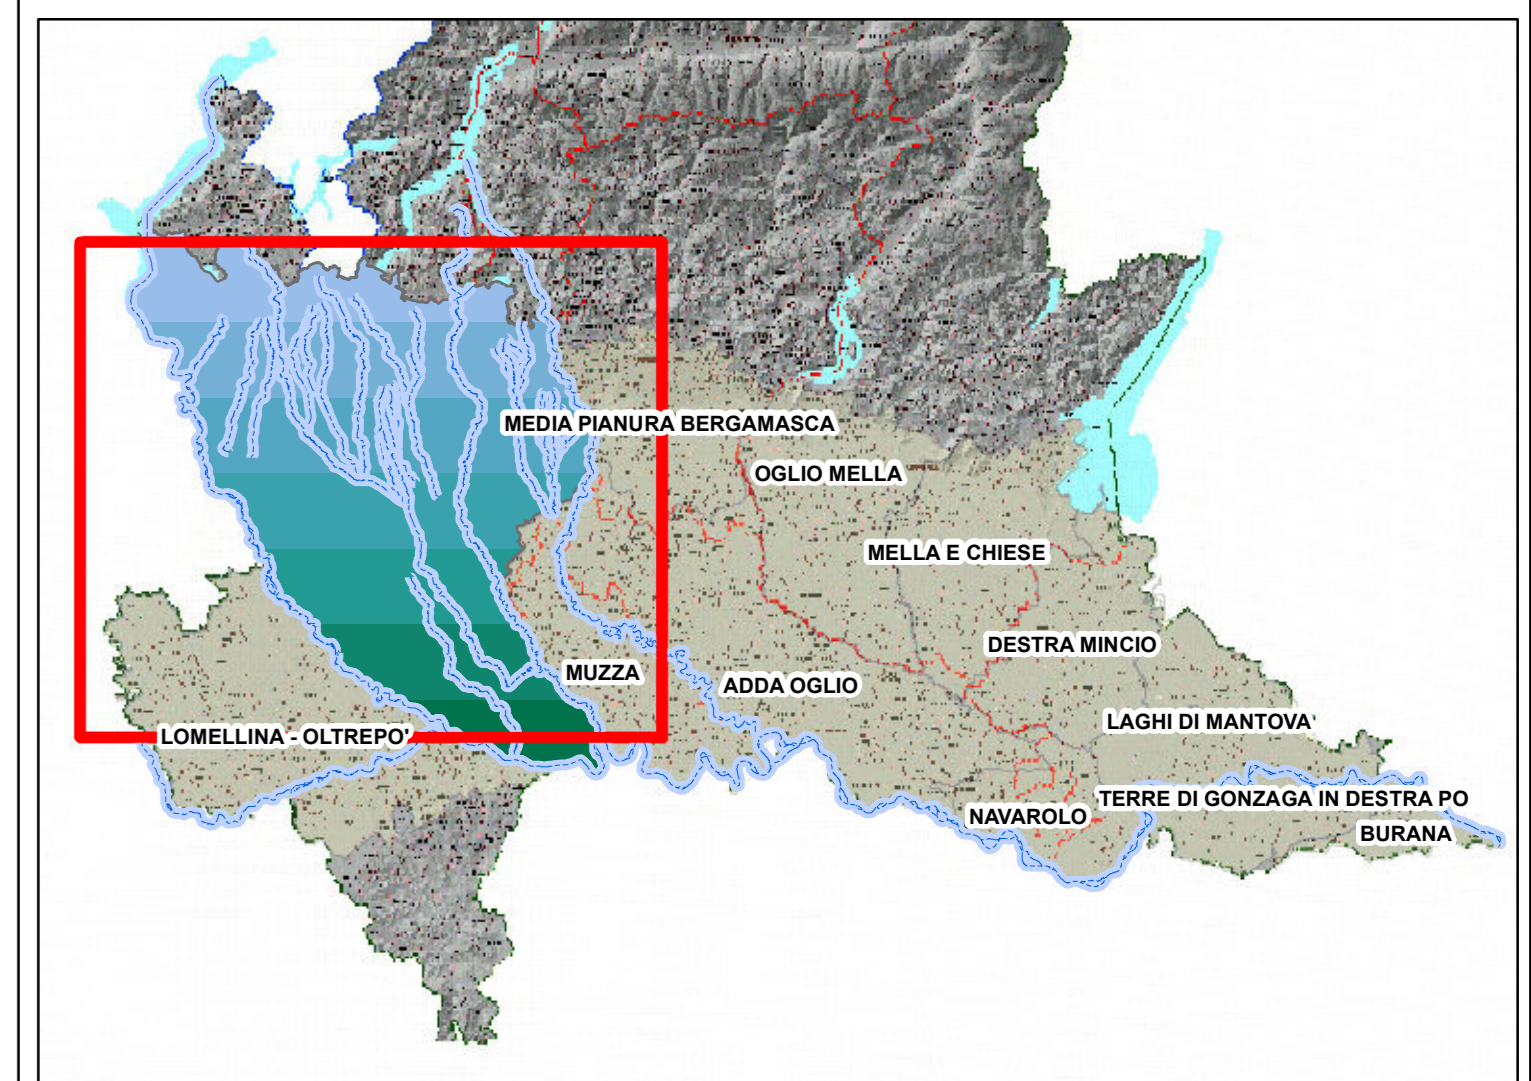 MEDIA PIANURA BERGAMASCA
OGLIO MELLA
MELLA E CHIESE
DESTRA MINCIO
MUZZA
ADDA OGLIO
LAGHI DI MANTOVA
LOMELLINA - OLTREPO'
TERRE DI GONZAGA IN DESTRA PO
NAVAROLO
BURANA